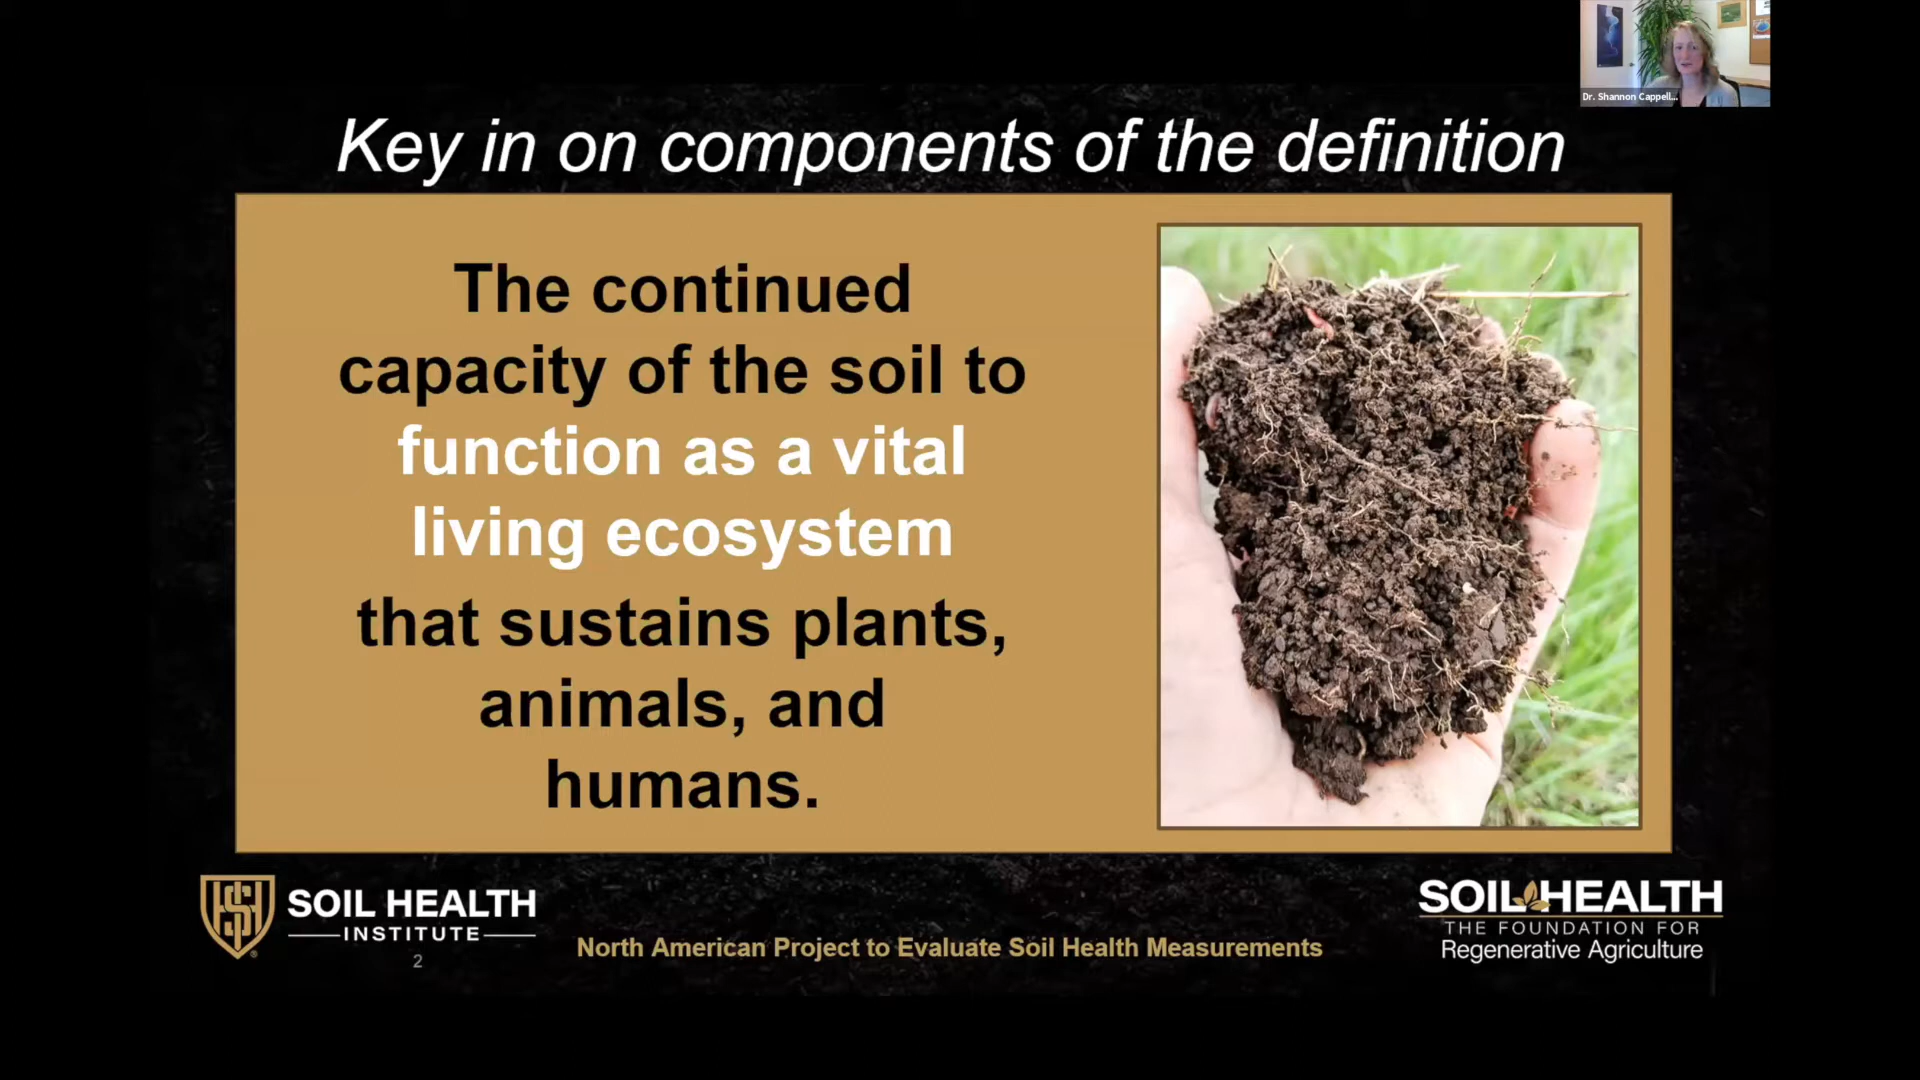 Dr. Shannon Cappell...
Key in on components of the definition
The continued
capacity of the soil to
function as a vital
living ecosystem
that sustains plants,
animals, and
humans.
SOIL HEALTH
INSTITUTE
2
North American Project to Evaluate Soil Health Measurements
SOIL HEALTH
THE FOUNDATION FOR
Regenerative Agriculture